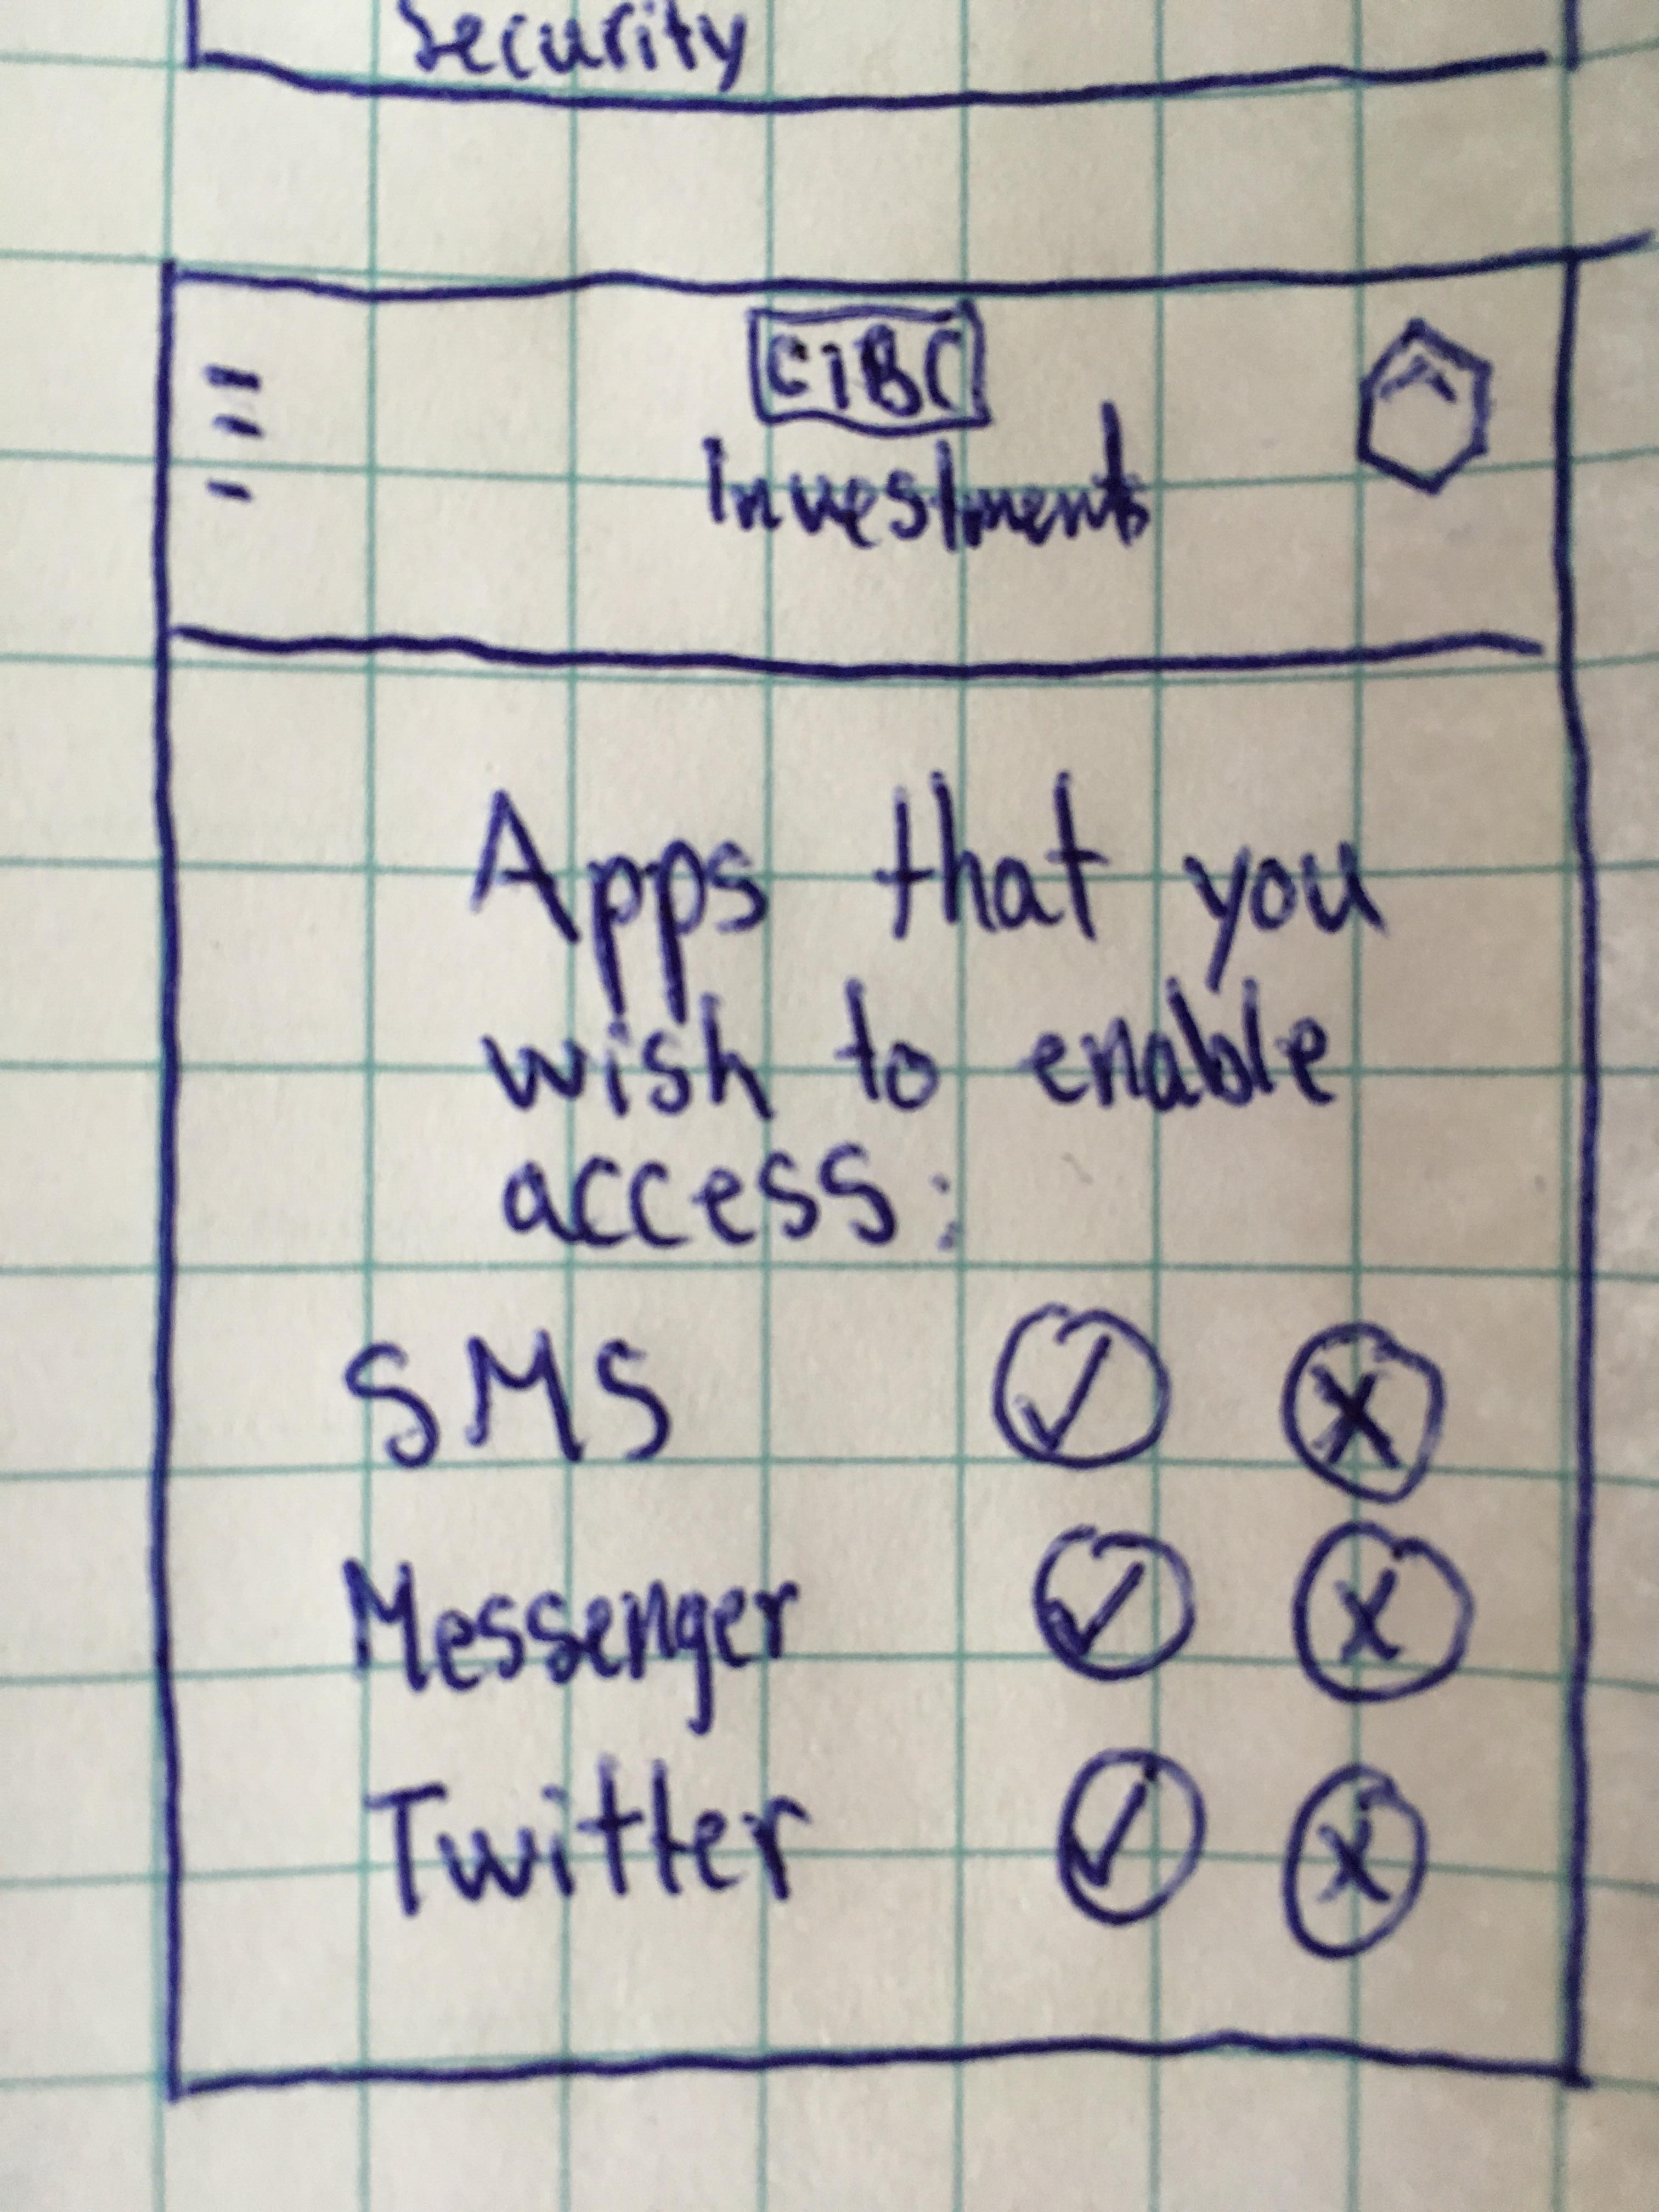 Security
CIBC
Investments
Apps that you
wish to enable
access:
SMS ✓ X
Messenger ✓ X
Twitter ✓ X